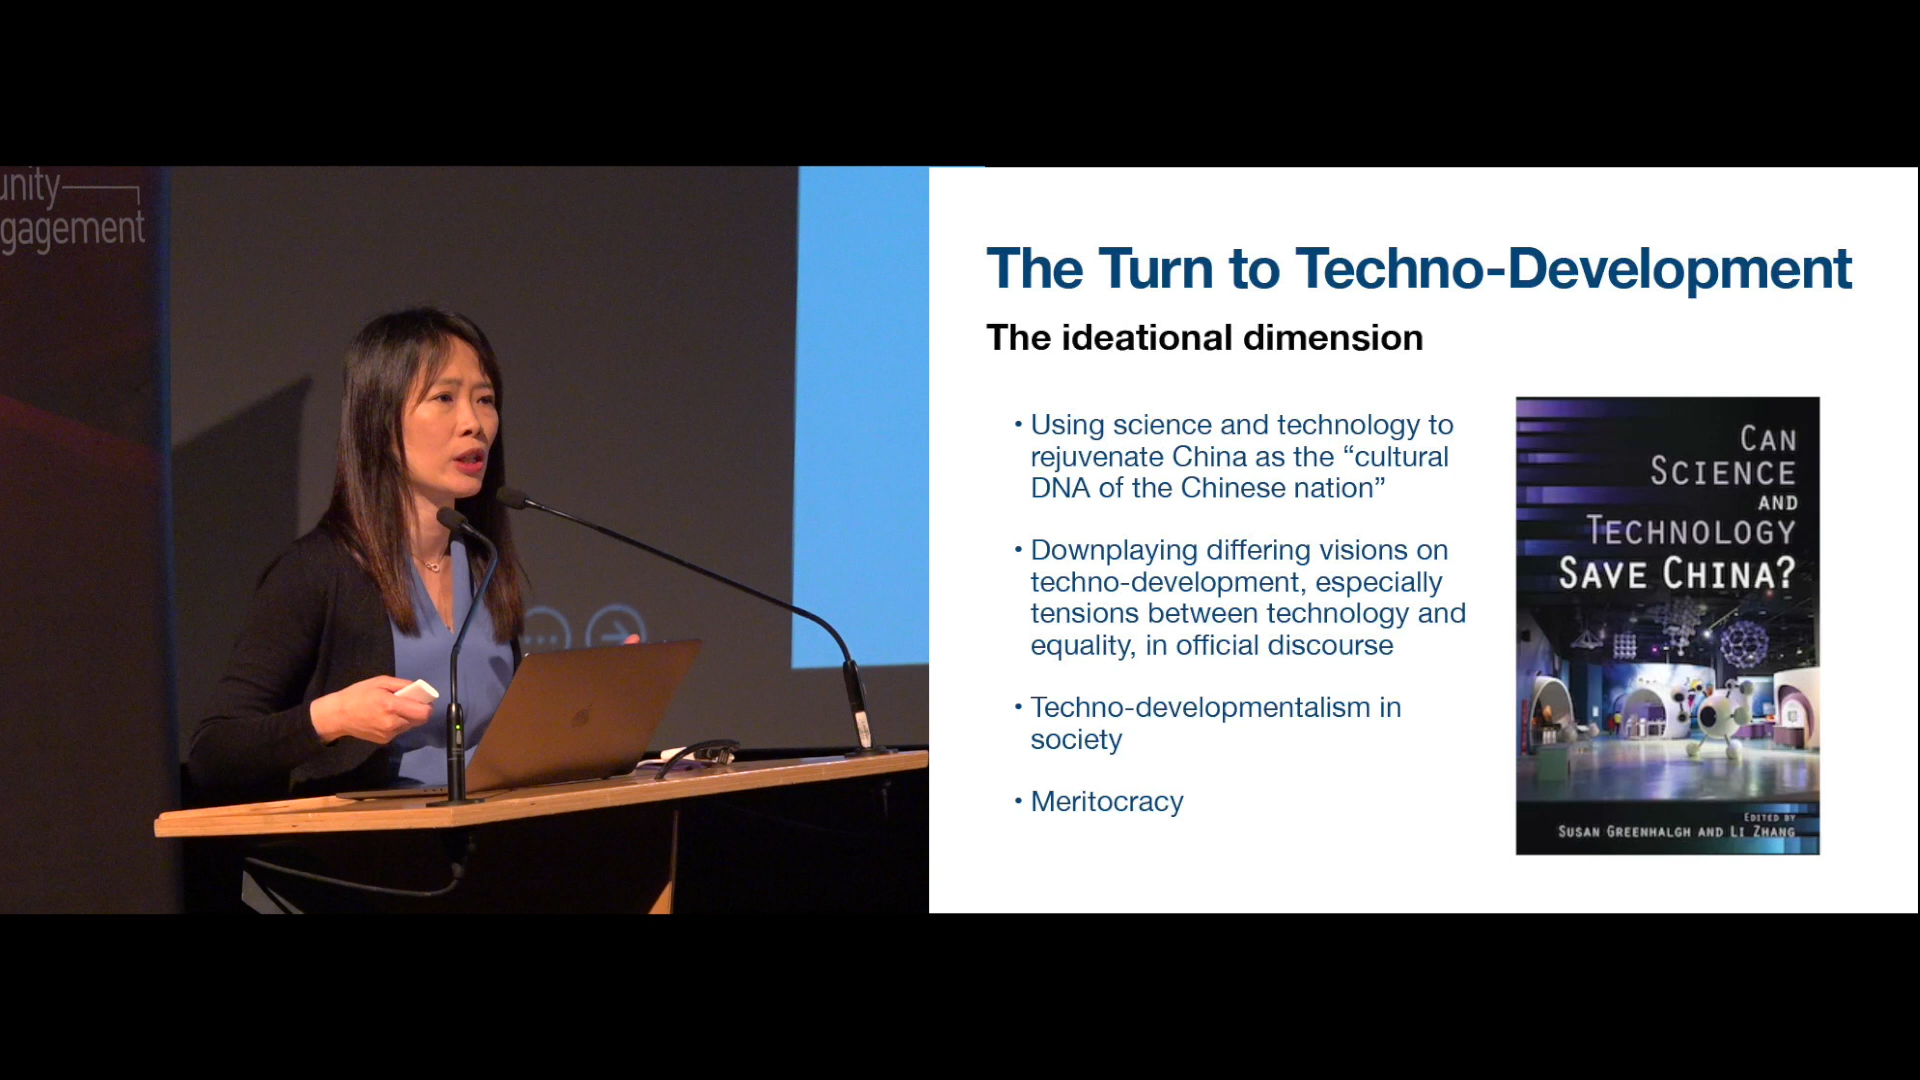 gagement
The Turn to Techno-Development
The ideational dimension
• Using science and technology to
rejuvenate China as the “cultural
DNA of the Chinese nation”
• Downplaying differing visions on
techno-development, especially
tensions between technology and
equality, in official discourse
• Techno-developmentalism in
society
• Meritocracy
CAN
SCIENCE
AND
TECHNOLOGY
SAVE CHINA?
EDITED BY
SUSAN GREENHALGH AND LI ZHANG